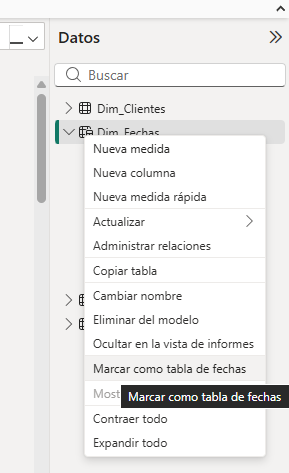 Datos
Buscar
Dim_Clientes
Dim_Fechas
Nueva medida
Nueva columna
Nueva medida rápida
Actualizar
Administrar relaciones
Copiar tabla
Cambiar nombre
Eliminar del modelo
Ocultar en la vista de informes
Marcar como tabla de fechas
Most
Marcar como tabla de fechas
Contraer todo
Expandir todo